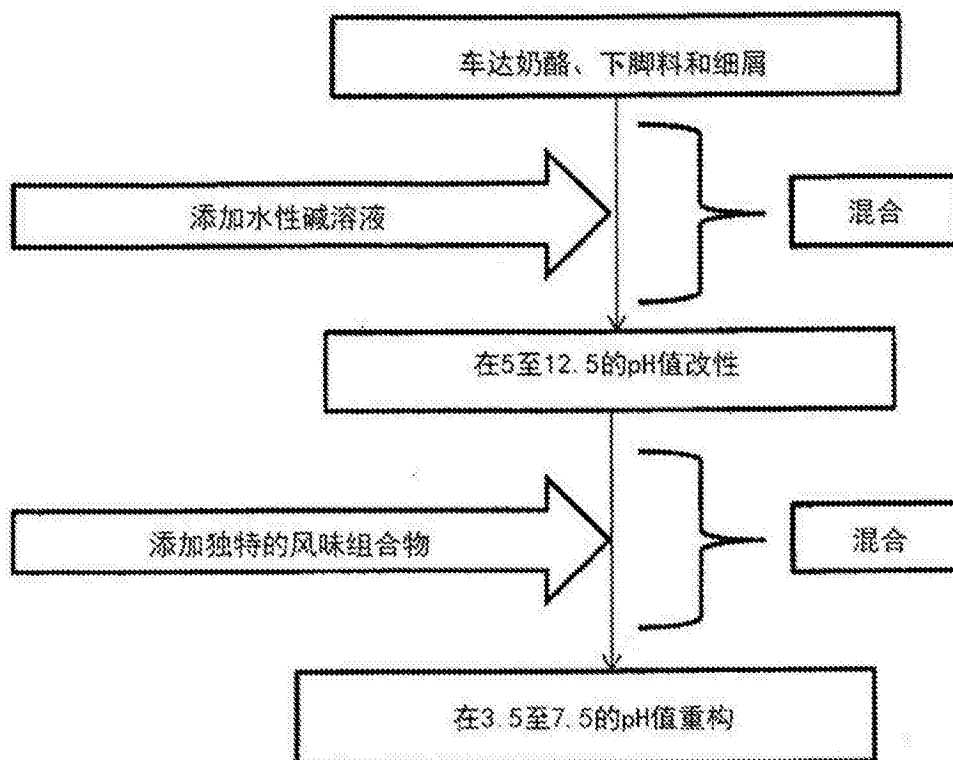 车达奶酪、下脚料和细屑
添加水性碱溶液
混合
在5至12.5的pH值改性
添加独特的风味组合物
混合
在3.5至7.5的pH值重构